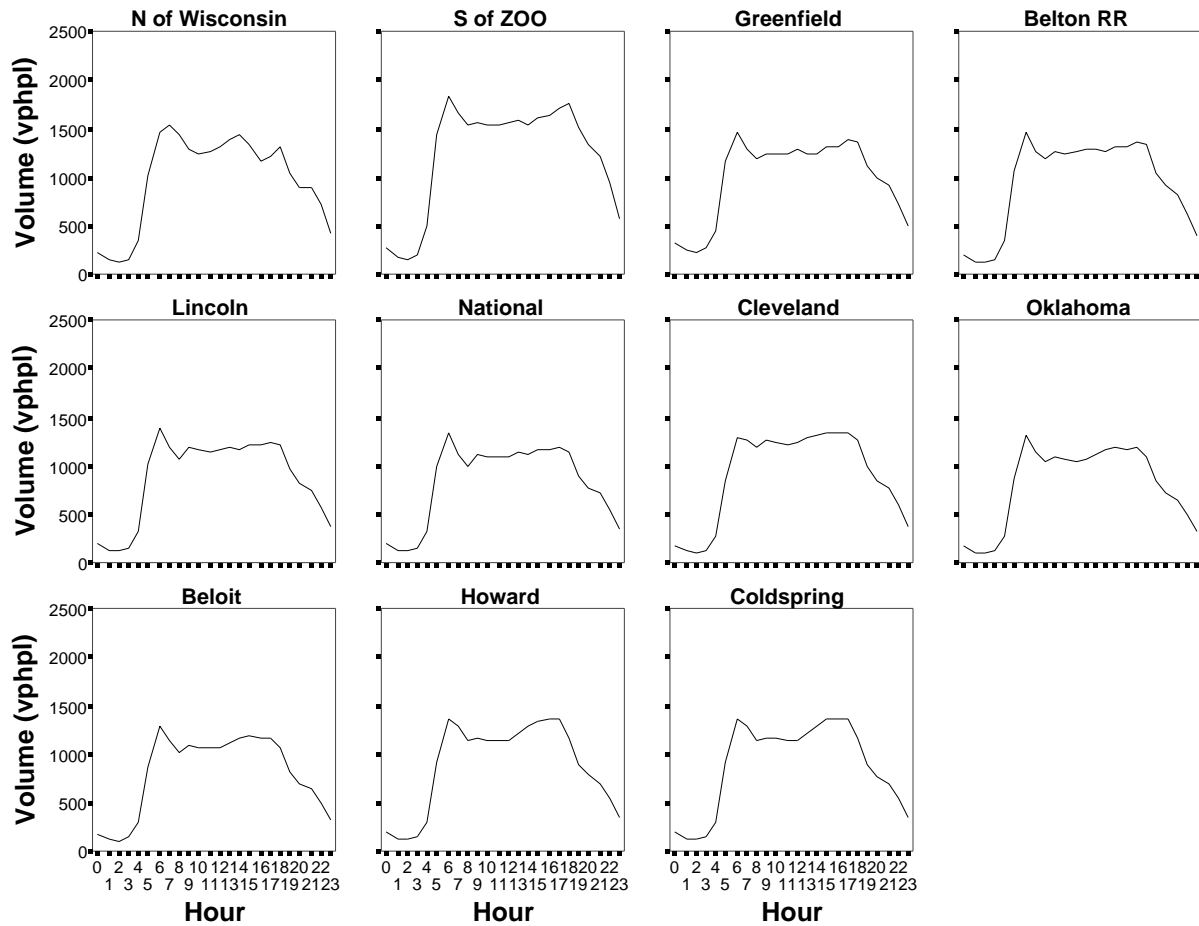 N of Wisconsin
S of ZOO
Greenfield
Belton RR
2500
2000
1500
1000
500
0
Volume (vphpl)
Lincoln
National
Cleveland
Oklahoma
2500
2000
1500
1000
500
0
Volume (vphpl)
Beloit
Howard
Coldspring
2500
2000
1500
1000
500
0
Volume (vphpl)
0 2 4 6 8 10 12 14 16 18 20 22
1 3 5 7 9 11 13 15 17 19 21 23
Hour
0 2 4 6 8 10 12 14 16 18 20 22
1 3 5 7 9 11 13 15 17 19 21 23
Hour
0 2 4 6 8 10 12 14 16 18 20 22
1 3 5 7 9 11 13 15 17 19 21 23
Hour